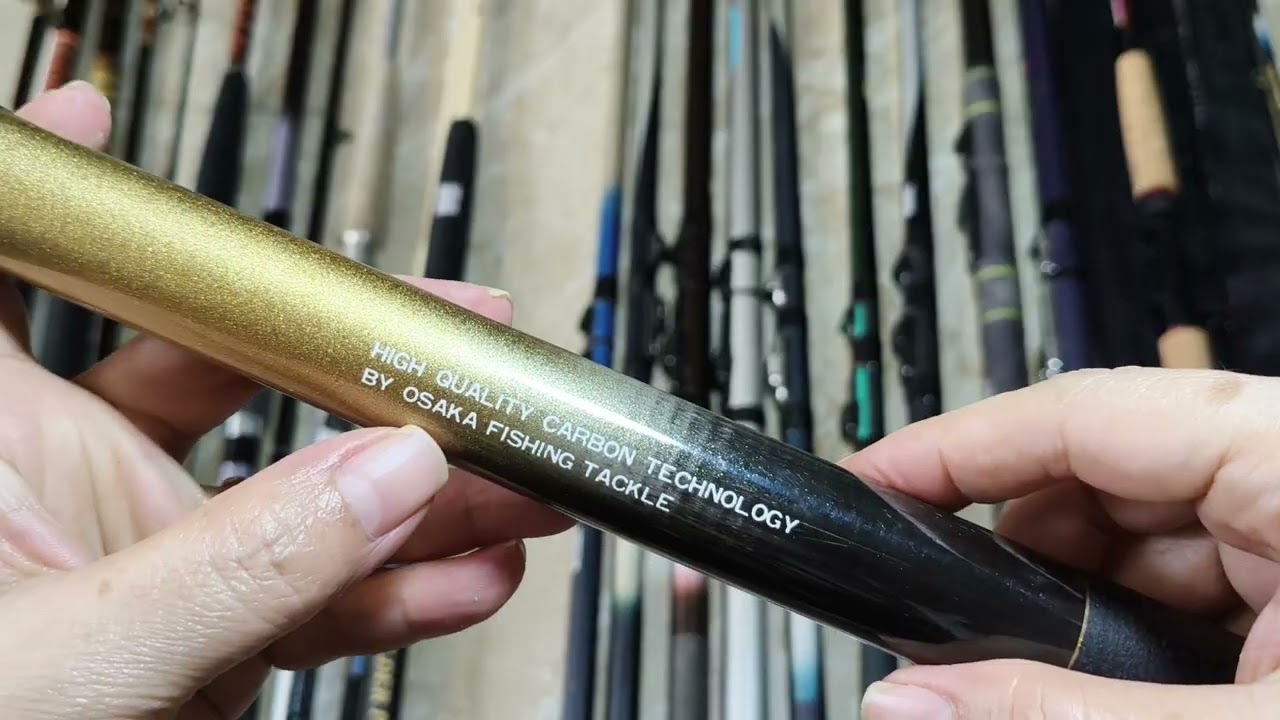 HIGH QUALITY CARBON TECHNOLOGY
BY OSAKA FISHING TACKLE